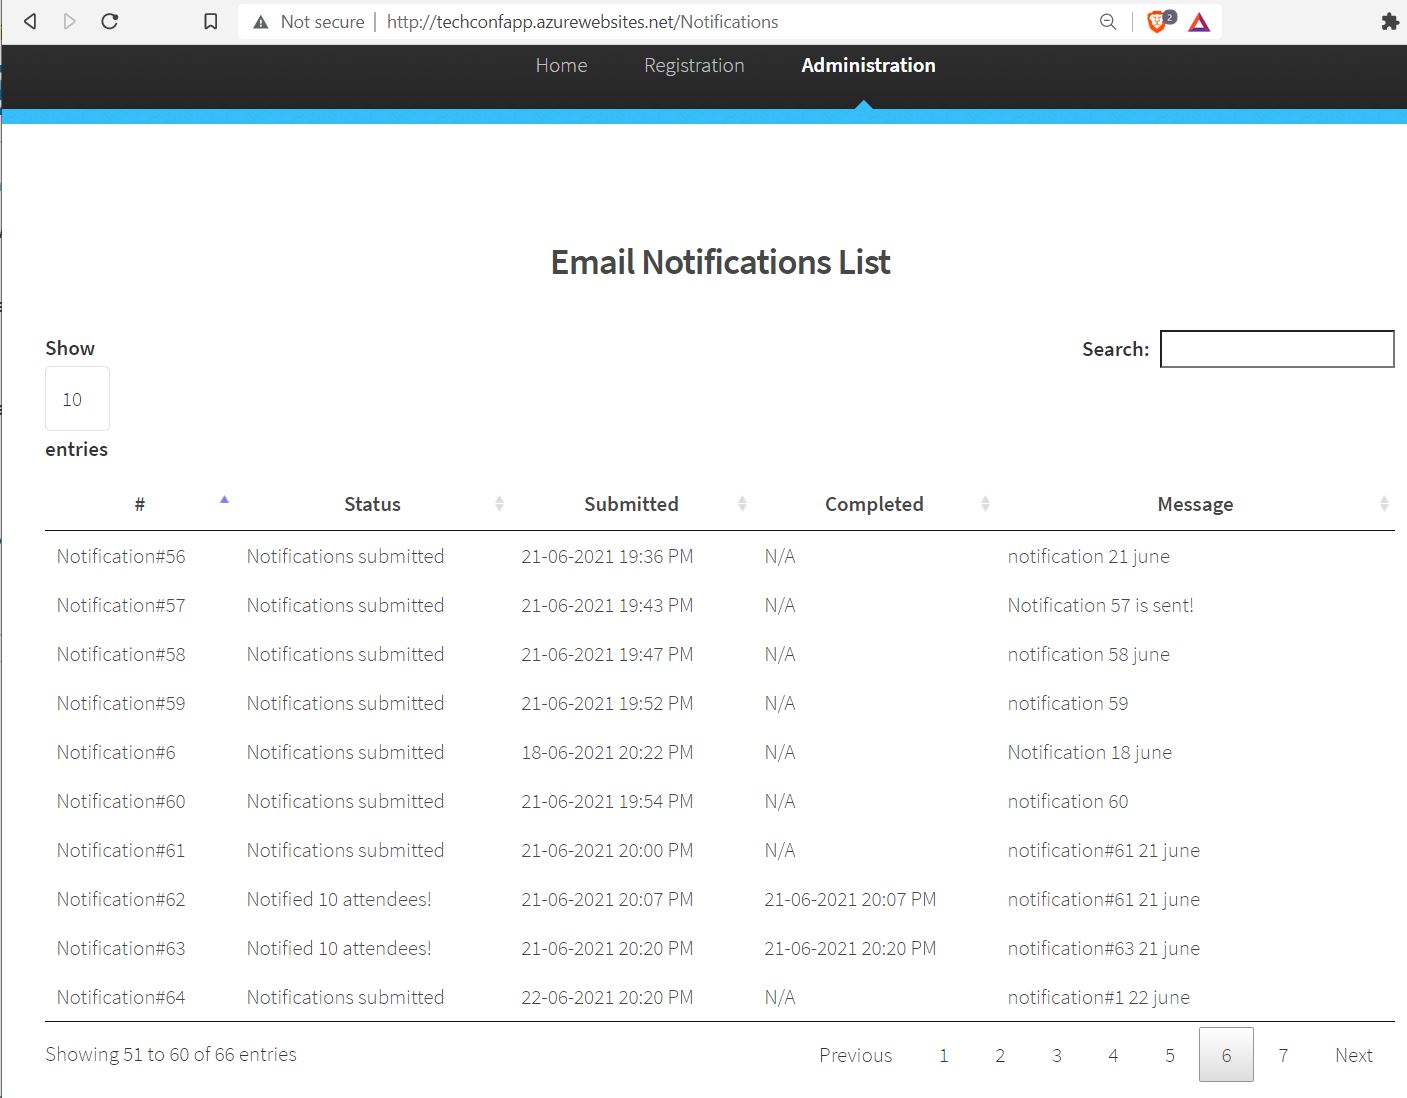 Not secure | http://techconfapp.azurewebsites.net/Notifications 2
Home Registration Administration
Email Notifications List
Show Search:
10
entries
# Status Submitted Completed Message
Notification#56 Notifications submitted 21-06-2021 19:36 PM N/A notification 21 june
Notification#57 Notifications submitted 21-06-2021 19:43 PM N/A Notification 57 is sent!
Notification#58 Notifications submitted 21-06-2021 19:47 PM N/A notification 58 june
Notification#59 Notifications submitted 21-06-2021 19:52 PM N/A notification 59
Notification#6 Notifications submitted 18-06-2021 20:22 PM N/A Notification 18 june
Notification#60 Notifications submitted 21-06-2021 19:54 PM N/A notification 60
Notification#61 Notifications submitted 21-06-2021 20:00 PM N/A notification#61 21 june
Notification#62 Notified 10 attendees! 21-06-2021 20:07 PM 21-06-2021 20:07 PM notification#61 21 june
Notification#63 Notified 10 attendees! 21-06-2021 20:20 PM 21-06-2021 20:20 PM notification#63 21 june
Notification#64 Notifications submitted 22-06-2021 20:20 PM N/A notification#1 22 june
Showing 51 to 60 of 66 entries Previous 1 2 3 4 5 6 7 Next